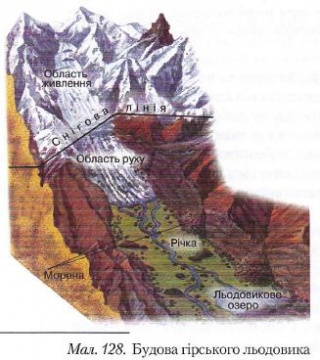 Область
живлення
Снігова лінія
Область руху
Річка
Морена
Льодовикове
озеро
Мал. 128. Будова гірського льодовика